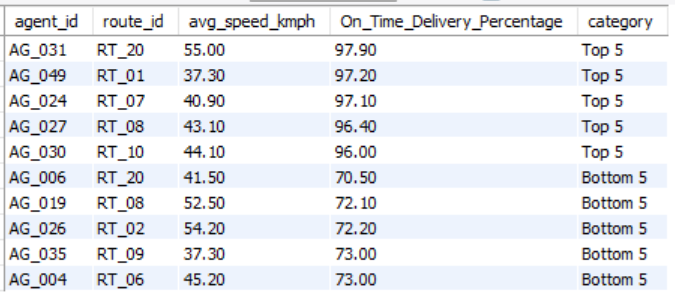 agent_id route_id avg_speed_kmph On_Time_Delivery_Percentage category
AG_031 RT_20 55.00 97.90 Top 5
AG_049 RT_01 37.30 97.20 Top 5
AG_024 RT_07 40.90 97.10 Top 5
AG_027 RT_08 43.10 96.40 Top 5
AG_030 RT_10 44.10 96.00 Top 5
AG_006 RT_20 41.50 70.50 Bottom 5
AG_019 RT_08 52.50 72.10 Bottom 5
AG_026 RT_02 54.20 72.20 Bottom 5
AG_035 RT_09 37.30 73.00 Bottom 5
AG_004 RT_06 45.20 73.00 Bottom 5